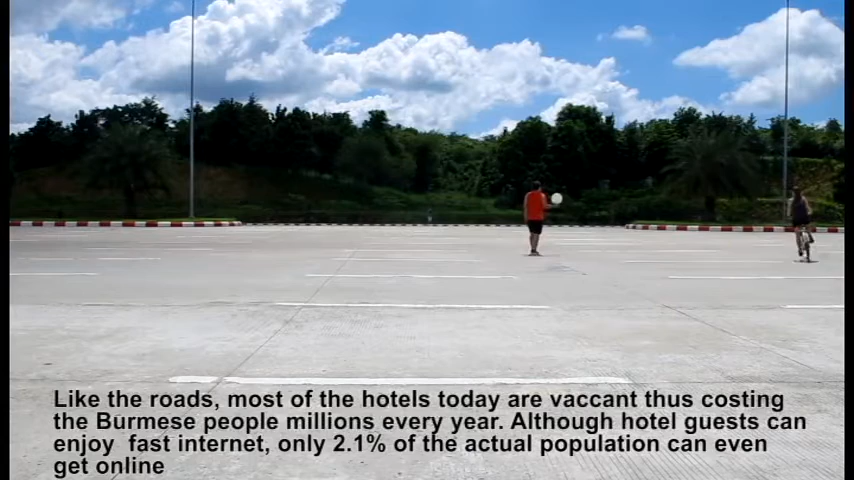 Like the roads, most of the hotels today are vaccant thus costing
the Burmese people millions every year. Although hotel guests can
enjoy  fast internet, only 2.1% of the actual population can even
get online